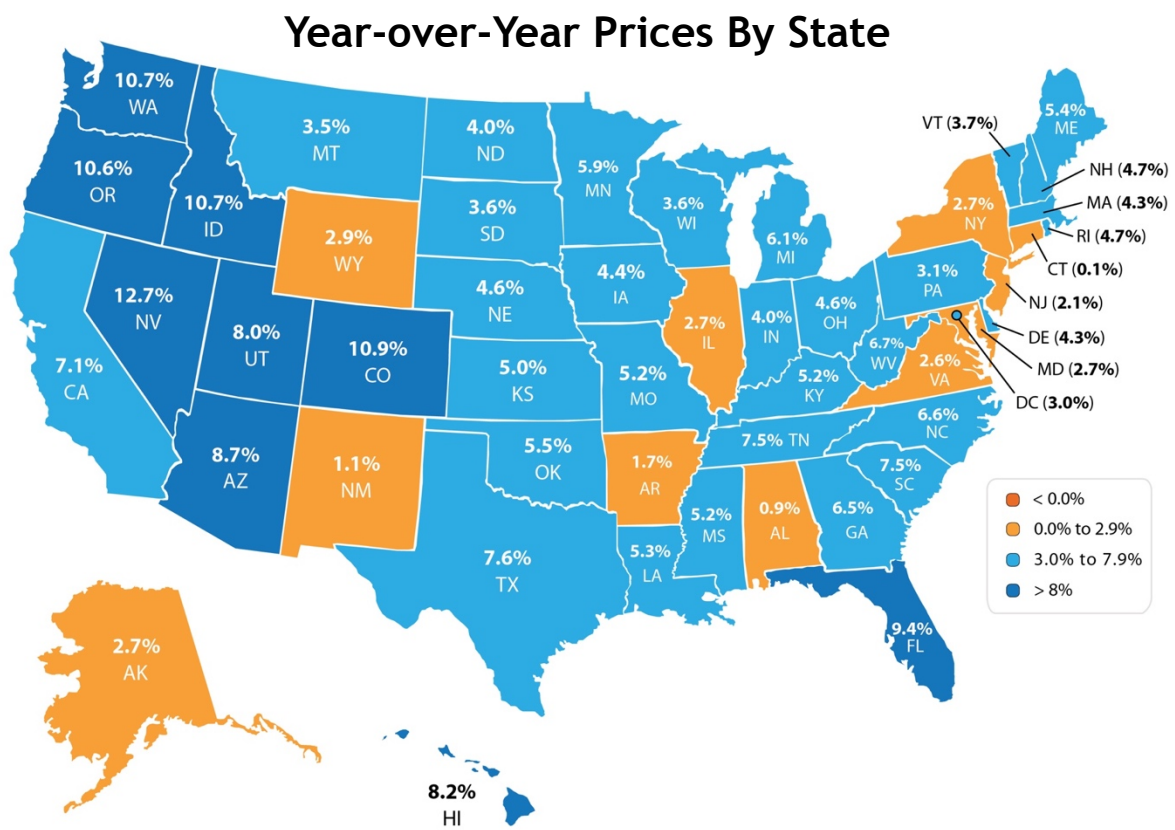 Year-over-Year Prices By State
10.7%
WA
10.6%
OR
10.7%
ID
3.5%
MT
4.0%
ND
5.9%
MN
3.6%
SD
3.6%
WI
6.1%
MI
2.9%
WY
4.6%
NE
4.4%
IA
12.7%
NV
8.0%
UT
10.9%
CO
7.1%
CA
5.0%
KS
5.2%
MO
2.7%
IL
4.0%
IN
4.6%
OH
3.1%
PA
2.7%
NY
5.4%
ME
VT (3.7%)
NH (4.7%)
MA (4.3%)
RI (4.7%)
CT (0.1%)
NJ (2.1%)
DE (4.3%)
MD (2.7%)
DC (3.0%)
6.7%
WV
2.6%
VA
5.2%
KY
6.6%
NC
7.5% TN
7.5%
SC
8.7%
AZ
1.1%
NM
5.5%
OK
1.7%
AR
5.2%
MS
0.9%
AL
6.5%
GA
7.6%
TX
5.3%
LA
9.4%
FL
2.7%
AK
8.2%
HI
< 0.0%
0.0% to 2.9%
3.0% to 7.9%
> 8%